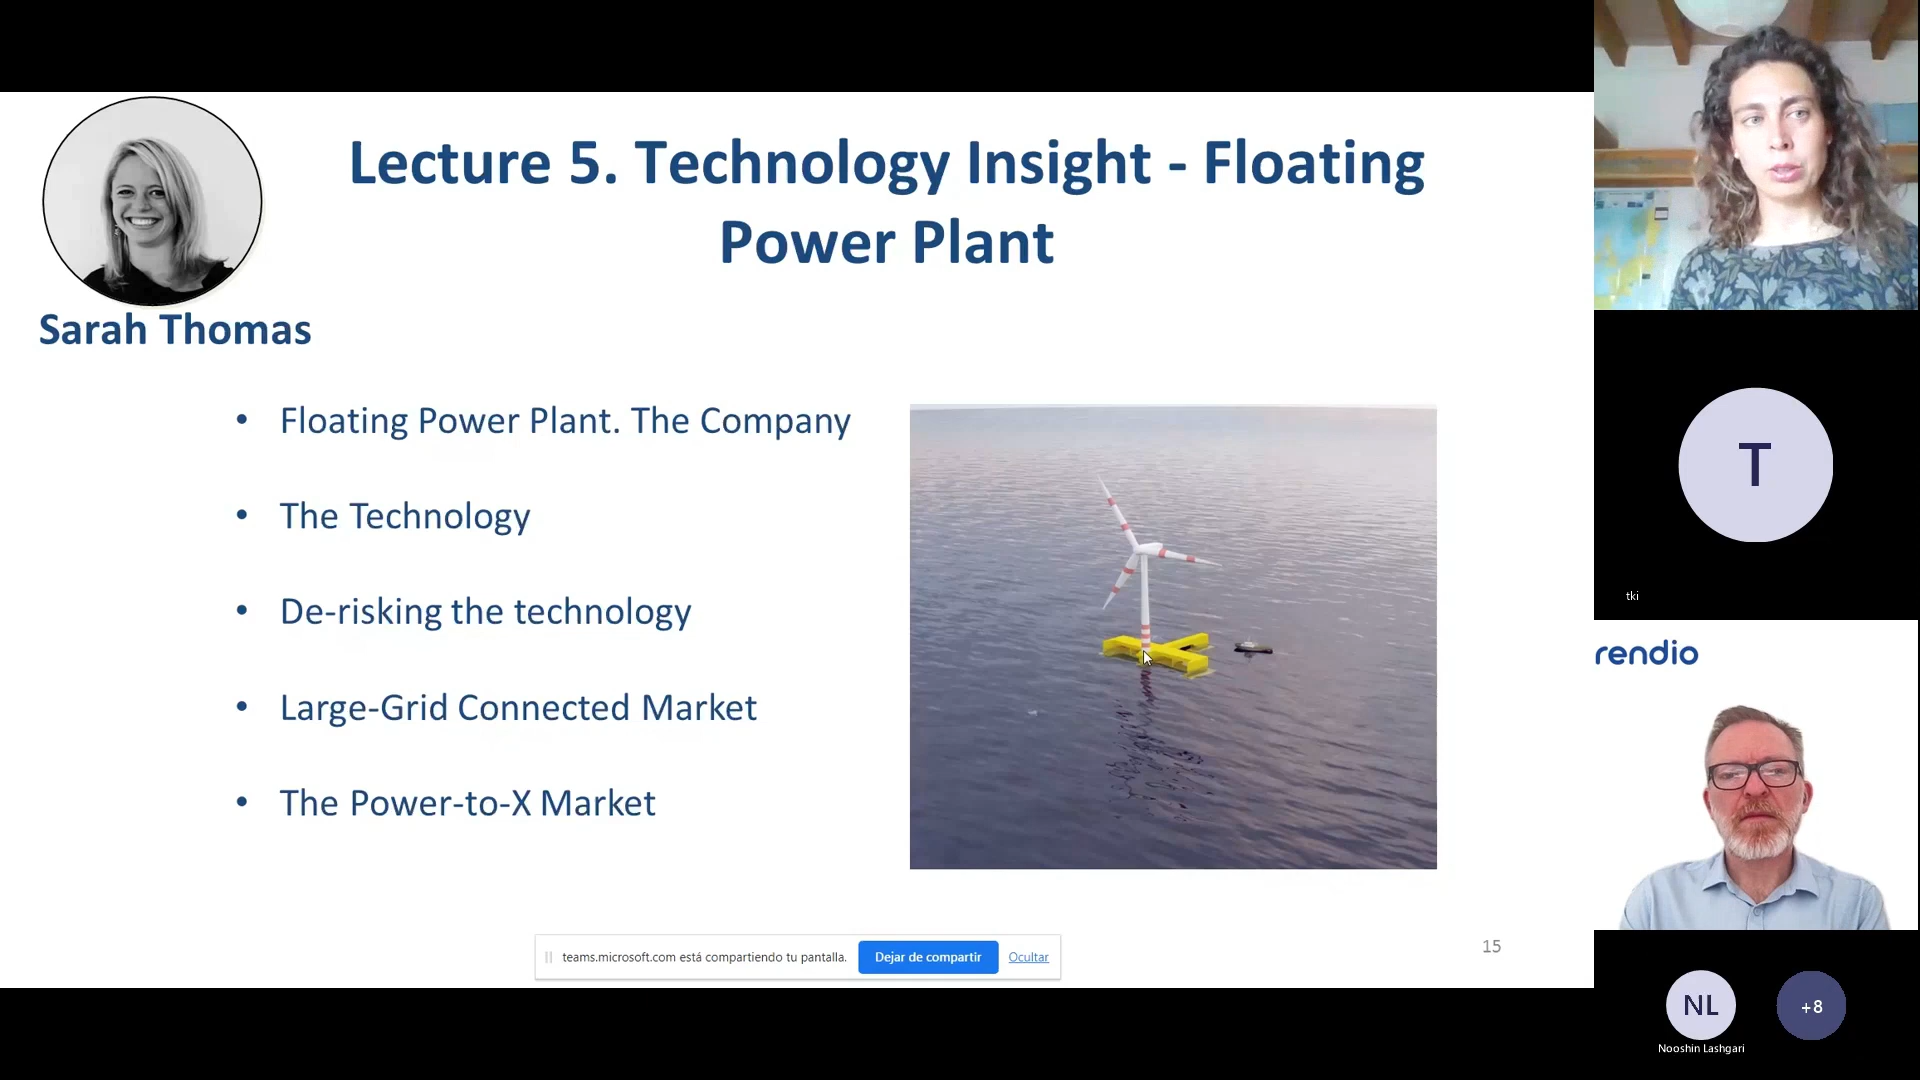 Lecture 5. Technology Insight - Floating
Power Plant
Sarah Thomas
• Floating Power Plant. The Company
• The Technology
• De-risking the technology
• Large-Grid Connected Market
• The Power-to-X Market
teams.microsoft.com está compartiendo tu pantalla.
Dejar de compartir
Ocultar
15
T
tki
rendio
NL
Nooshin Lashgari
+8